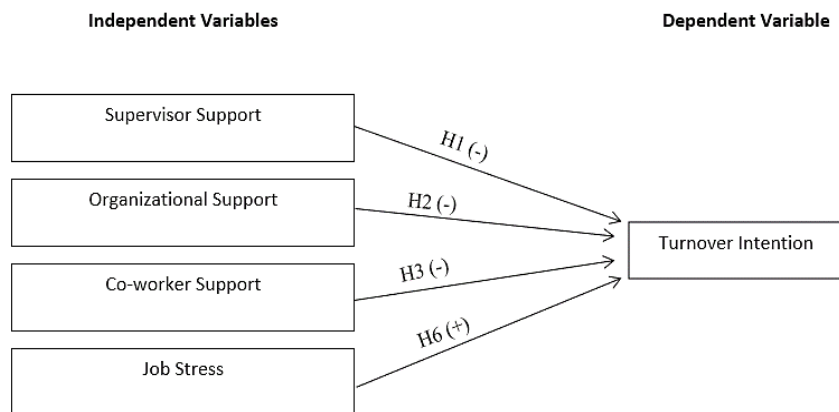 Independent Variables
Dependent Variable
Supervisor Support
H1 (-)
Organizational Support
H2 (-)
Turnover Intention
Co-worker Support
H3 (-)
H6 (+)
Job Stress